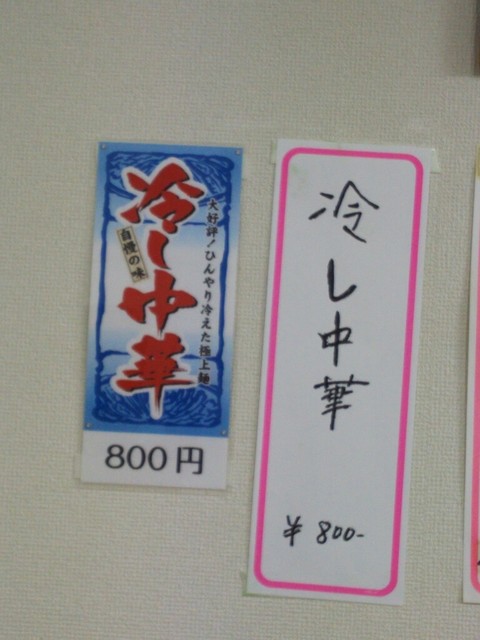 冷し中華
自慢の味
大好評!ひんやり冷えた極上麺
800円
冷し中華
¥800-